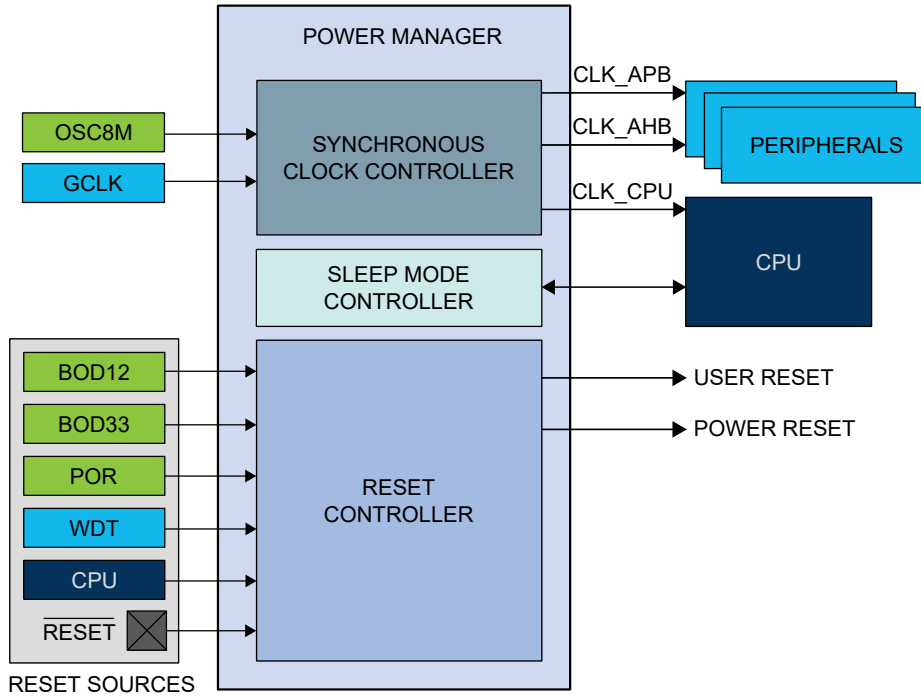 POWER MANAGER
OSC8M
GCLK
SYNCHRONOUS
CLOCK CONTROLLER
CLK_APB
CLK_AHB
CLK_CPU
PERIPHERALS
CPU
SLEEP MODE
CONTROLLER
BOD12
BOD33
POR
WDT
CPU
RESET
RESET SOURCES
RESET
CONTROLLER
USER RESET
POWER RESET